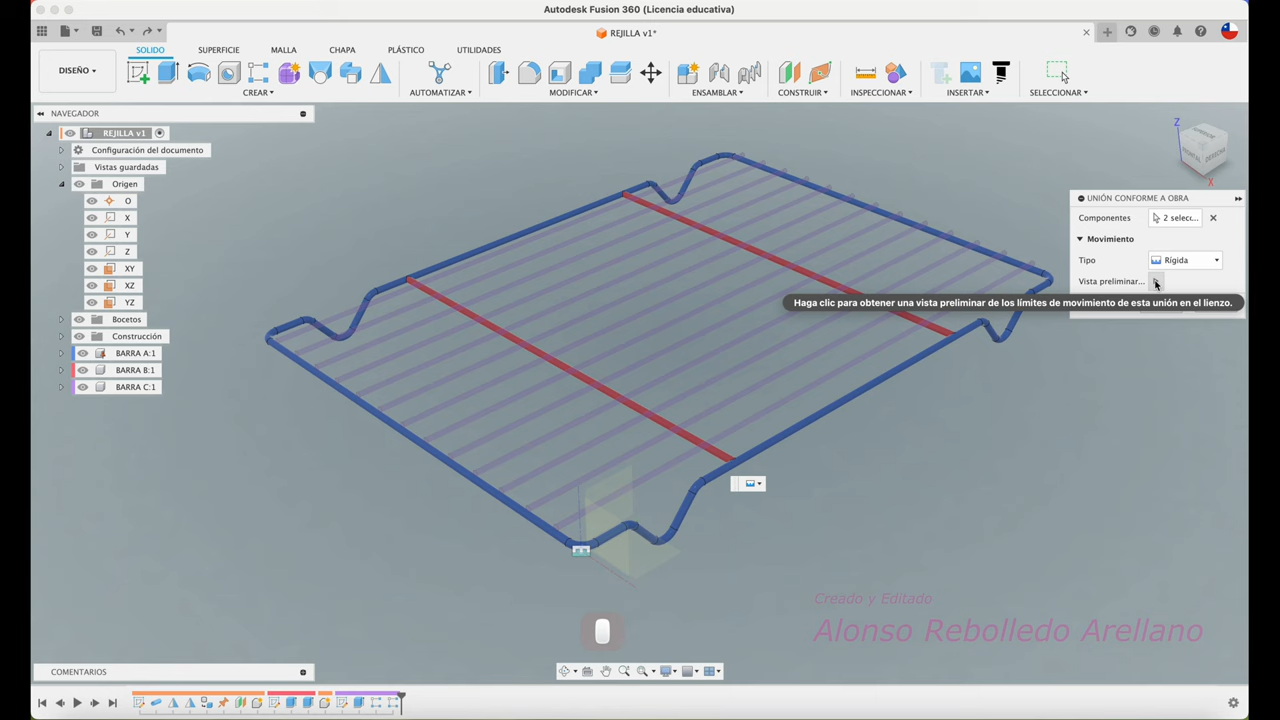 Autodesk Fusion 360 (Licencia educativa)
REJILLA v1*
SOLIDO SUPERFICIE MALLA CHAPA PLÁSTICO UTILIDADES
DISEÑO
CREAR AUTOMATIZAR MODIFICAR ENSAMBLAR CONSTRUIR INSPECCIONAR INSERTAR SELECCIONAR
NAVEGADOR
REJILLA v1
Configuración del documento
Vistas guardadas
Origen
O
X
Y
Z
XY
XZ
YZ
Bocetos
Construcción
BARRA A:1
BARRA B:1
BARRA C:1
Z
SUPERIOR
DERECHA
X
UNIÓN CONFORME A OBRA
Componentes 2 selecc...
Movimiento
Tipo Rígida
Vista preliminar...
Haga clic para obtener una vista preliminar de los límites de movimiento de esta unión en el lienzo.
Creado y Editado
Alonso Rebolledo Arellano
COMENTARIOS